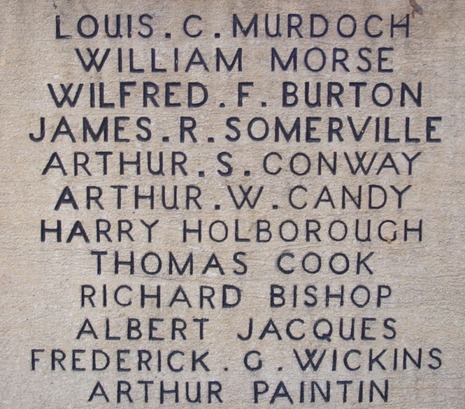 LOUIS.C.MURDOCH
WILLIAM MORSE
WILFRED.F.BURTON
JAMES.R.SOMERVILLE
ARTHUR.S.CONWAY
ARTHUR.W.CANDY
HARRY HOLBOROUGH
THOMAS COOK
RICHARD BISHOP
ALBERT JACQUES
FREDERICK.G.WICKINS
ARTHUR PAINTIN